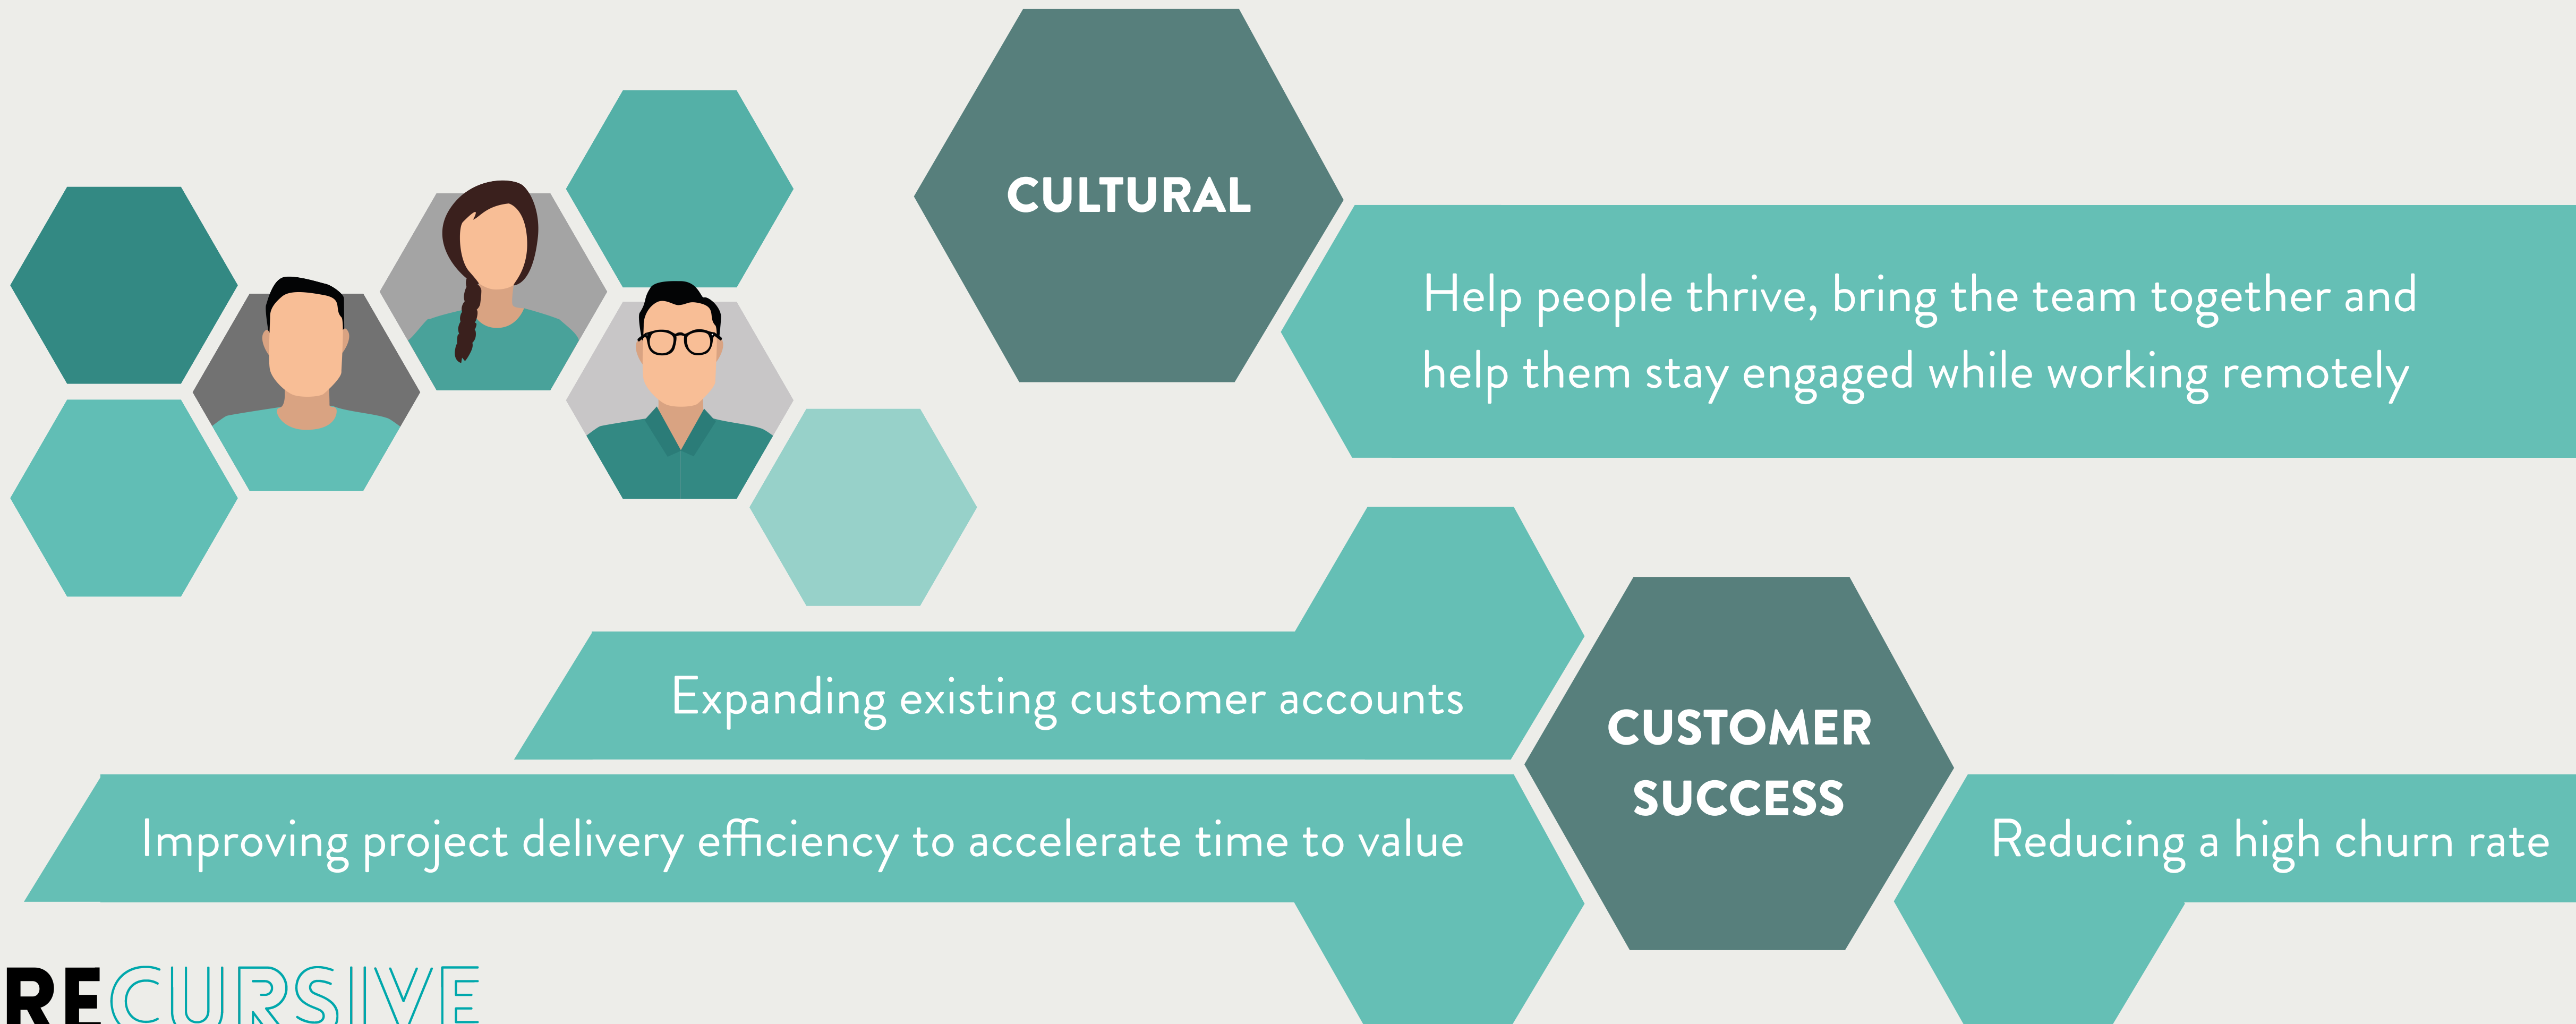 CULTURAL
Help people thrive, bring the team together and
help them stay engaged while working remotely
Expanding existing customer accounts
CUSTOMER
SUCCESS
Improving project delivery efficiency to accelerate time to value
Reducing a high churn rate
RECURSIVE